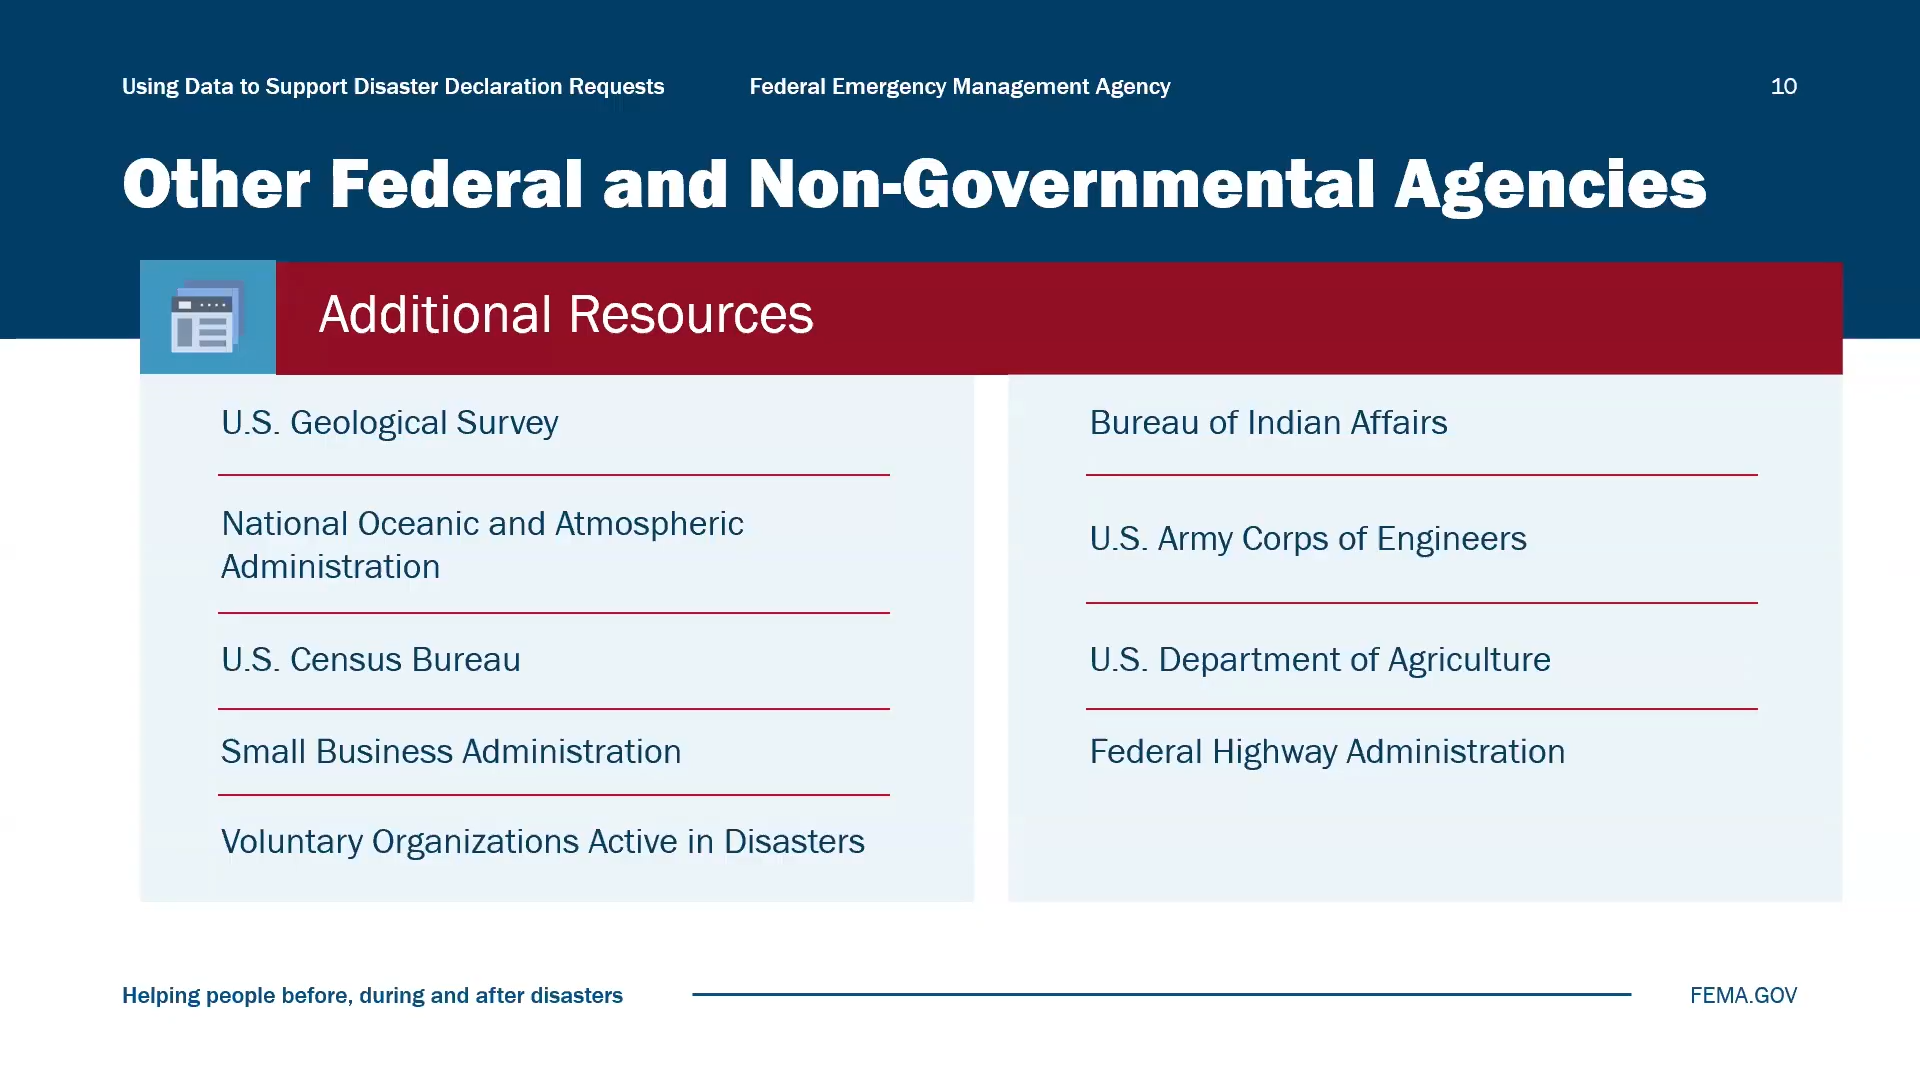 Using Data to Support Disaster Declaration Requests
Federal Emergency Management Agency
10
Other Federal and Non-Governmental Agencies
Additional Resources
U.S. Geological Survey
National Oceanic and Atmospheric
Administration
U.S. Census Bureau
Small Business Administration
Voluntary Organizations Active in Disasters
Bureau of Indian Affairs
U.S. Army Corps of Engineers
U.S. Department of Agriculture
Federal Highway Administration
Helping people before, during and after disasters
FEMA.GOV